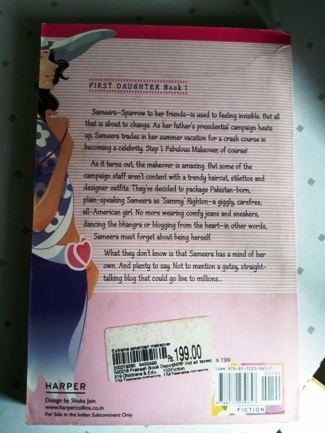 FIRST DAUGHTER Book 1
Sameera—Sparrow to her friends—is used to feeling invisible. But all
that is about to change. As her father's presidential campaign heats
up, Sameera trades in her summer vacation for a crash course in
becoming a celebrity. Step 1: Fabulous Makeover, of course!
As it turns out, the makeover is amazing. But some of the
campaign staff aren't content with a trendy haircut, stilettos and
designer outfits. They've decided to package Pakistan-born,
plain-speaking Sameera as 'Sammy' Righton—a giggly, carefree,
all-American girl. No more wearing comfy jeans and sneakers,
dancing the bhangra or blogging from the heart—in other words,
Sameera must forget about being herself.
What they don't know is that Sameera has a mind of her
own. And plenty to say. Not to mention a gutsy, straight-
talking blog that could go live to millions...
Extreme american makeover
Rs.199.00
HARPER
Design by Shuka Jain
www.harpercollins.co.in
For Sale in the Indian Subcontinent Only
FICTION